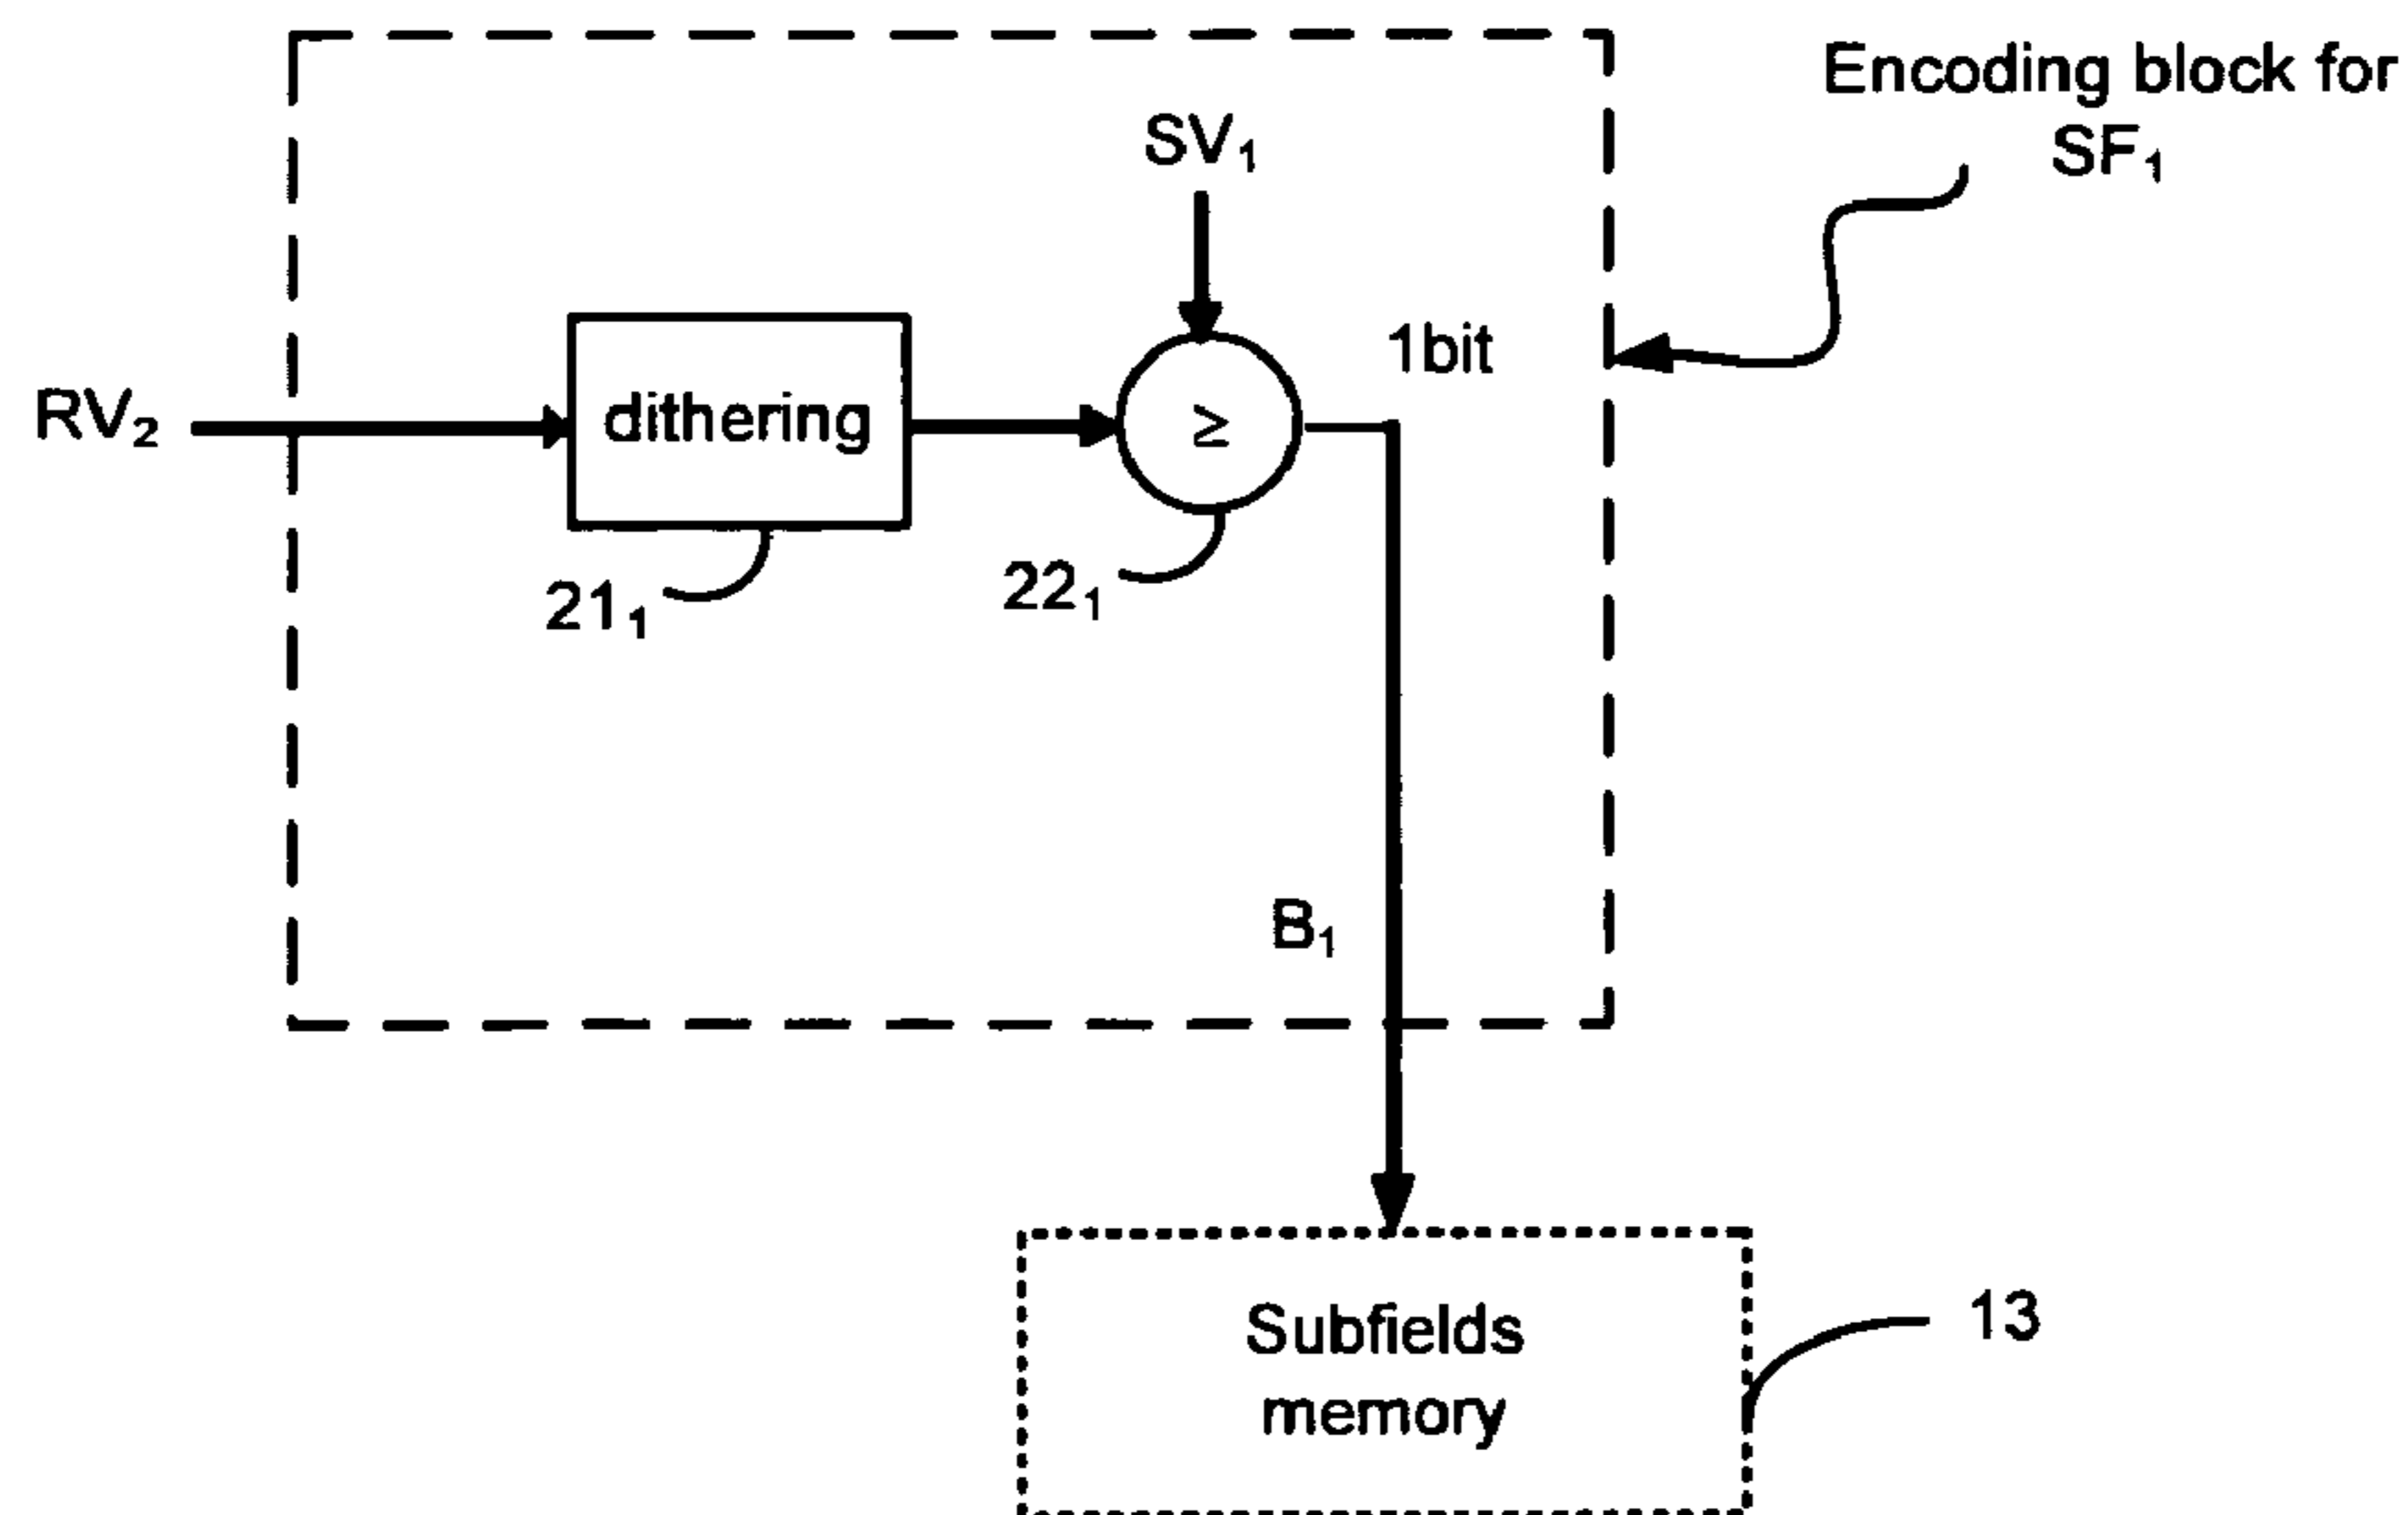 Encoding block for
SF₁
SV₁
1bit
RV₂
dithering
≥
21₁
22₁
B₁
Subfields
memory
13